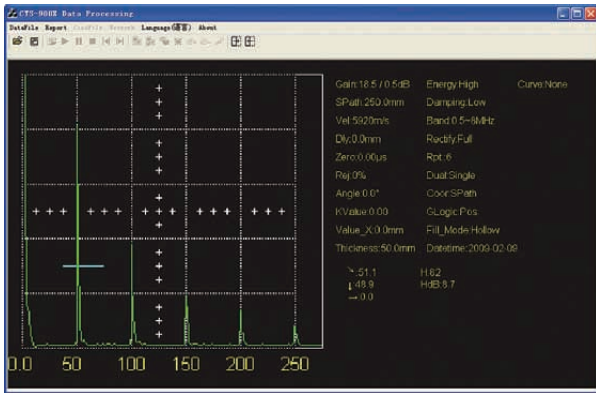 CTS-900X Data Processing
DataFile Report Language(語言) About
Gain:18.5 / 0.5dB Energy:High Curve:None
SPath:250.0mm Damping:Low
Vel:5920m/s Band:0.5~8MHz
Dly:0.0mm Rectify:Full
Zero:0.00μs Rpt:6
Rej:0% Dual:Single
Angle:0.0° Coor:SPath
KValue:0.00 GLogic:Pos
Value_X:0.0mm Fill_Mode:Hollow
Thickness:50.0mm Datetime:2009-02-09
↘:51.1 H:62
↓:48.9 HdB:8.7
→:0.0
0.0 50 100 150 200 250